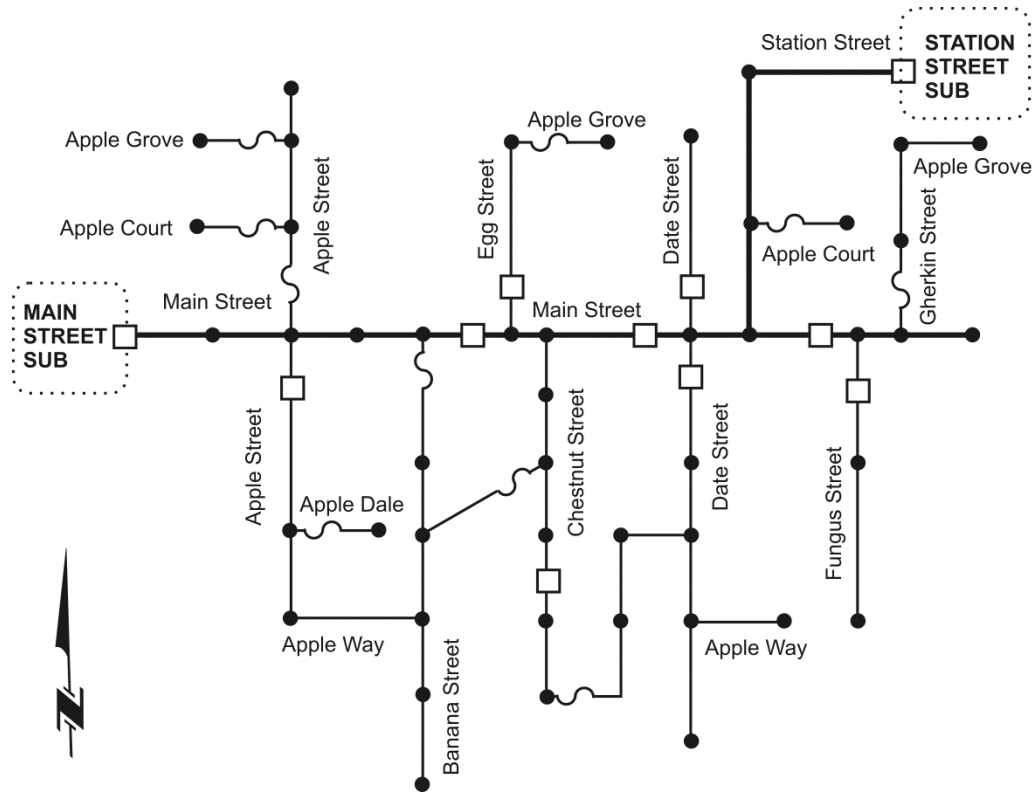 Station Street
STATION
STREET
SUB
Apple Grove
Apple Grove
Apple Grove
Apple Street
Egg Street
Date Street
Gherkin Street
Apple Court
Apple Court
Main Street
Main Street
MAIN
STREET
SUB
Apple Street
Apple Dale
Chestnut Street
Date Street
Fungus Street
Apple Way
Apple Way
Banana Street
N